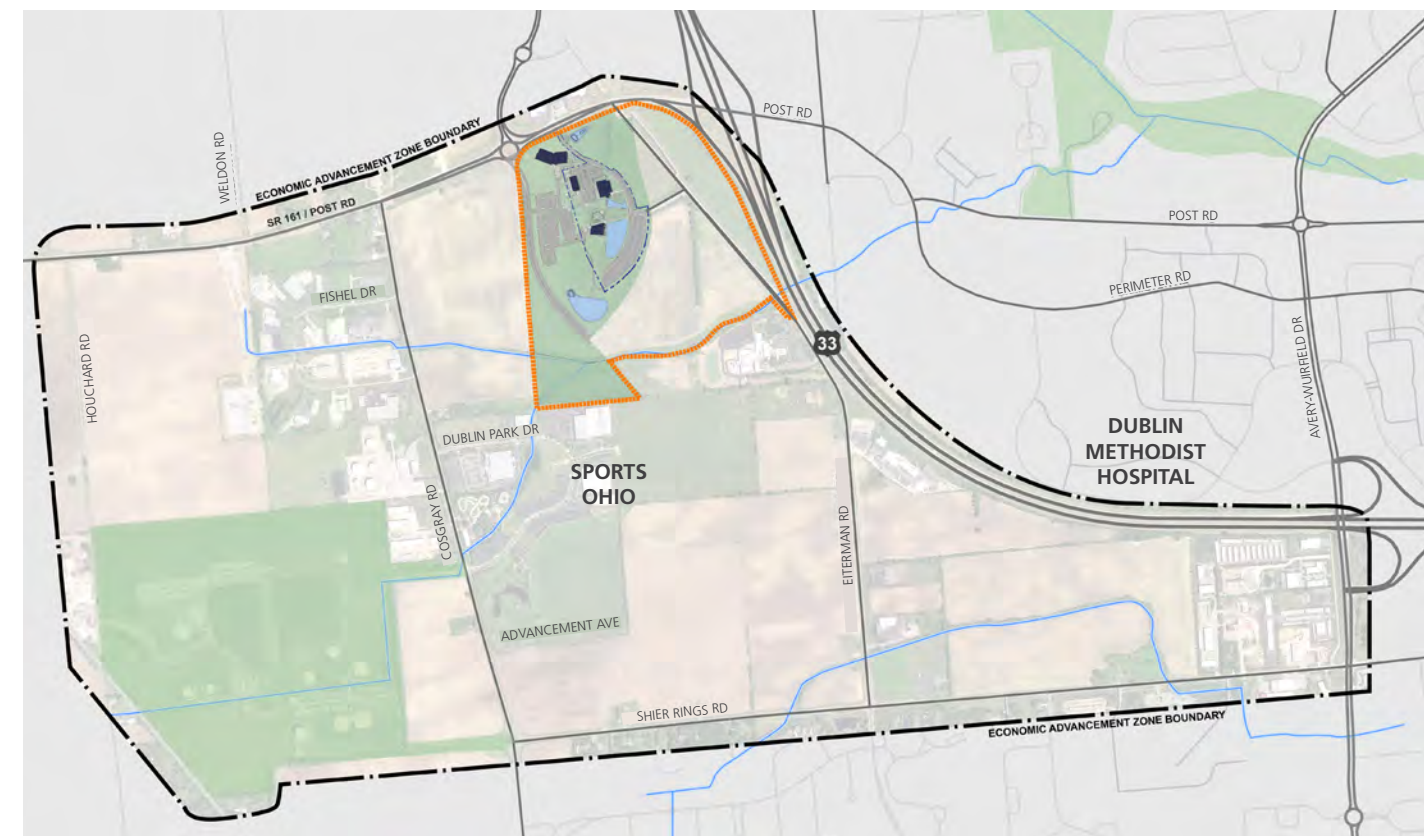 POST RD
WELDON RD
ECONOMIC ADVANCEMENT ZONE BOUNDARY
SR 161 / POST RD
POST RD
PERIMETER RD
FISHEL DR
HOUCHARD RD
33
AVERY-WUIRFIELD DR
DUBLIN PARK DR
DUBLIN
METHODIST
HOSPITAL
SPORTS
OHIO
COSGRAY RD
EITERMAN RD
ADVANCEMENT AVE
SHIER RINGS RD
ECONOMIC ADVANCEMENT ZONE BOUNDARY